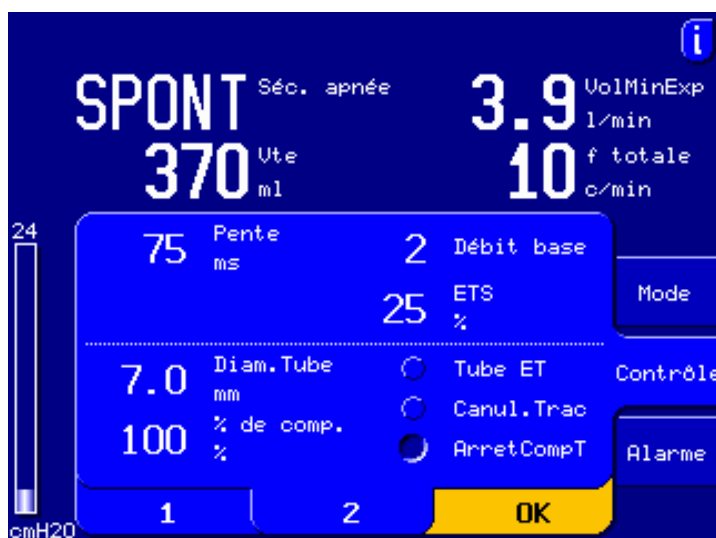 i
SPONT Séc. apnée 3.9 VolMinExp
l/min
370 Vte 10 f totale
ml c/min
24
75 Pente 2 Débit base
ms
25 ETS
%
Mode
7.0 Diam.Tube Tube ET
mm
Contrôle
100 % de comp. Canul.Trac
% ArretCompT
Alarme
1 2 OK
cmH2O